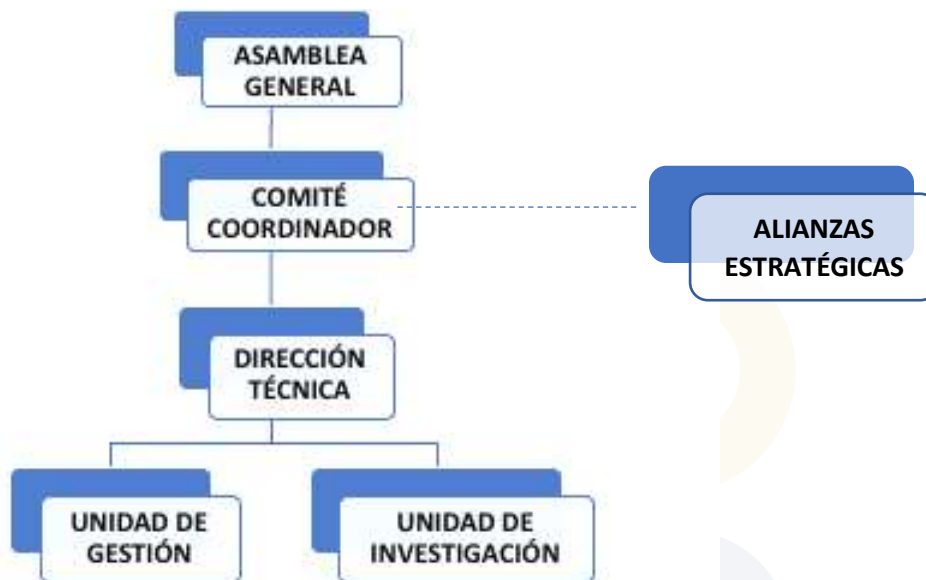 ASAMBLEA
GENERAL
COMITÉ
COORDINADOR
ALIANZAS
ESTRATÉGICAS
DIRECCIÓN
TÉCNICA
UNIDAD DE
GESTIÓN
UNIDAD DE
INVESTIGACIÓN